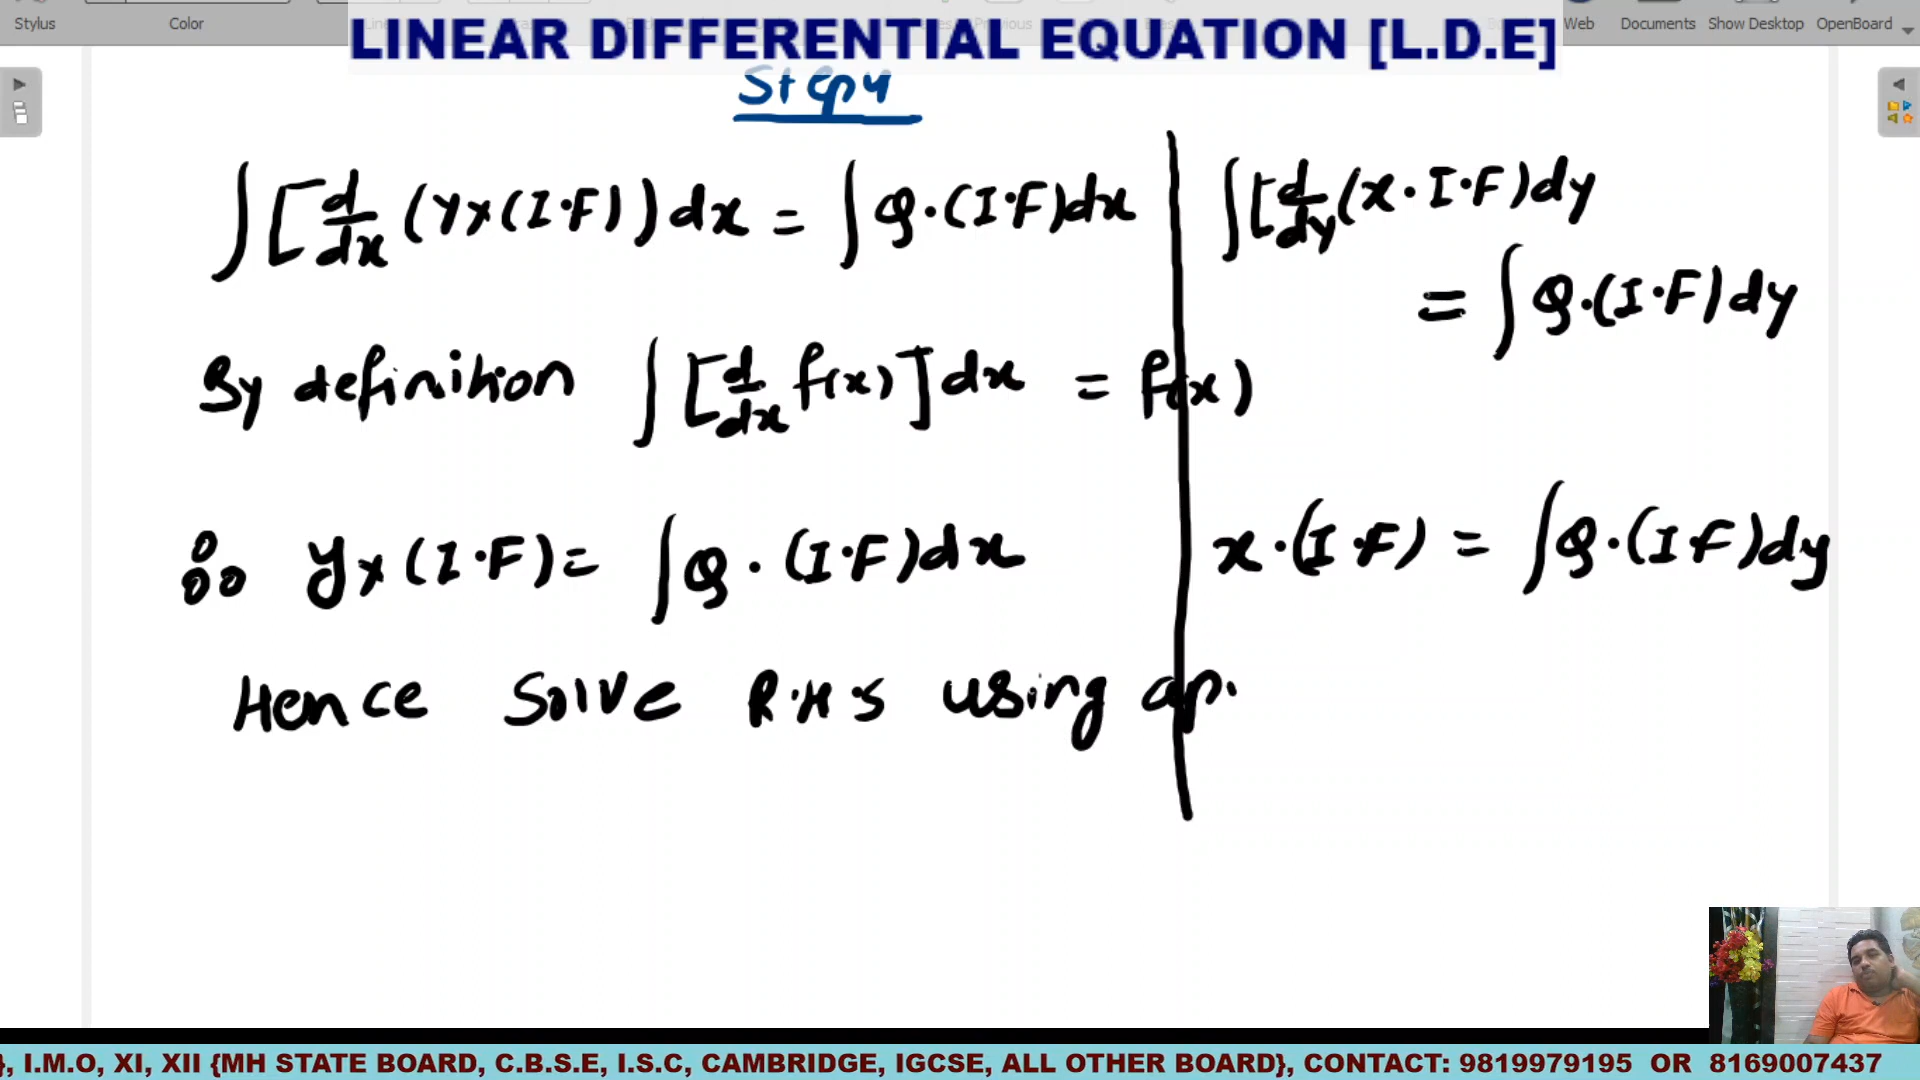 Stylus Color Web Documents Show Desktop OpenBoard
LINEAR DIFFERENTIAL EQUATION [L.D.E]
Step 4
∫[d/dx (y×(I·F))dx = ∫Q·(I·F)dx
∫[d/dy (x·I·F)dy
= ∫Q·(I·F)dy
By definition ∫[d/dx f(x)]dx = f(x)
∴ y×(I·F) = ∫Q·(I·F)dx
x·(I·F) = ∫Q·(I·F)dy
Hence Solve R·H·S using ap
}, I.M.O, XI, XII {MH STATE BOARD, C.B.S.E, I.S.C, CAMBRIDGE, IGCSE, ALL OTHER BOARD}, CONTACT: 9819979195 OR 8169007437